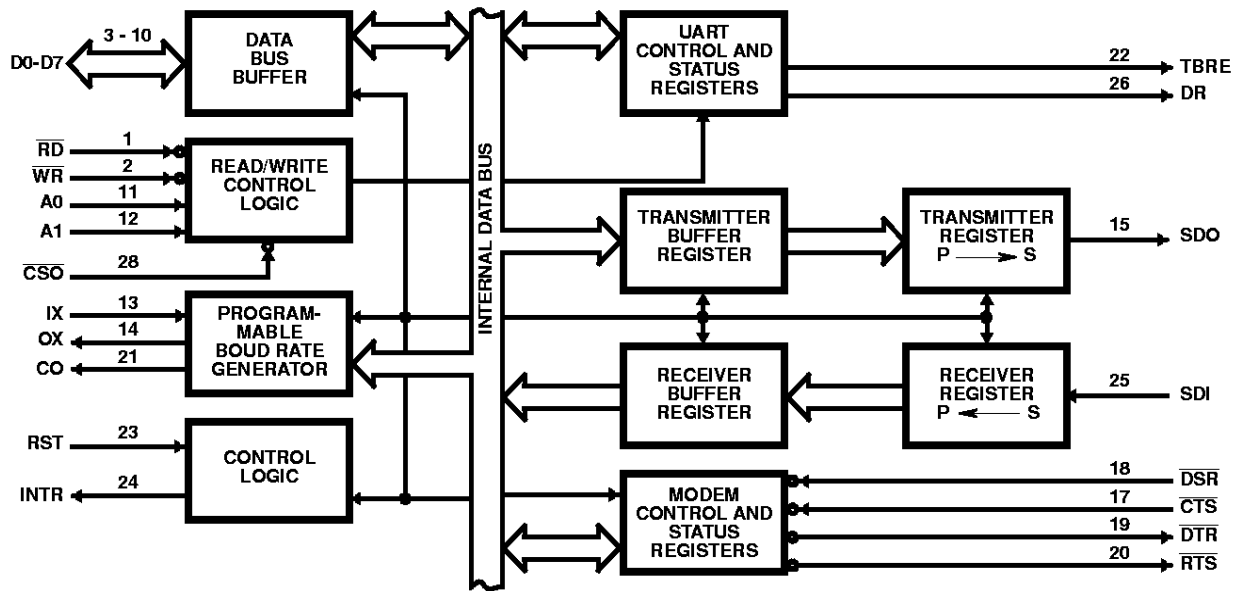 D0-D7
3 - 10
DATA
BUS
BUFFER
UART
CONTROL AND
STATUS
REGISTERS
22
TBRE
26
DR
RD
1
WR
2
A0
11
A1
12
CSO
28
READ/WRITE
CONTROL
LOGIC
INTERNAL DATA BUS
TRANSMITTER
BUFFER
REGISTER
TRANSMITTER
REGISTER
P S
15
SDO
IX
13
OX
14
CO
21
PROGRAM-
MABLE
BOUD RATE
GENERATOR
RECEIVER
BUFFER
REGISTER
RECEIVER
REGISTER
P S
25
SDI
RST
23
INTR
24
CONTROL
LOGIC
MODEM
CONTROL AND
STATUS
REGISTERS
18
DSR
17
CTS
19
DTR
20
RTS